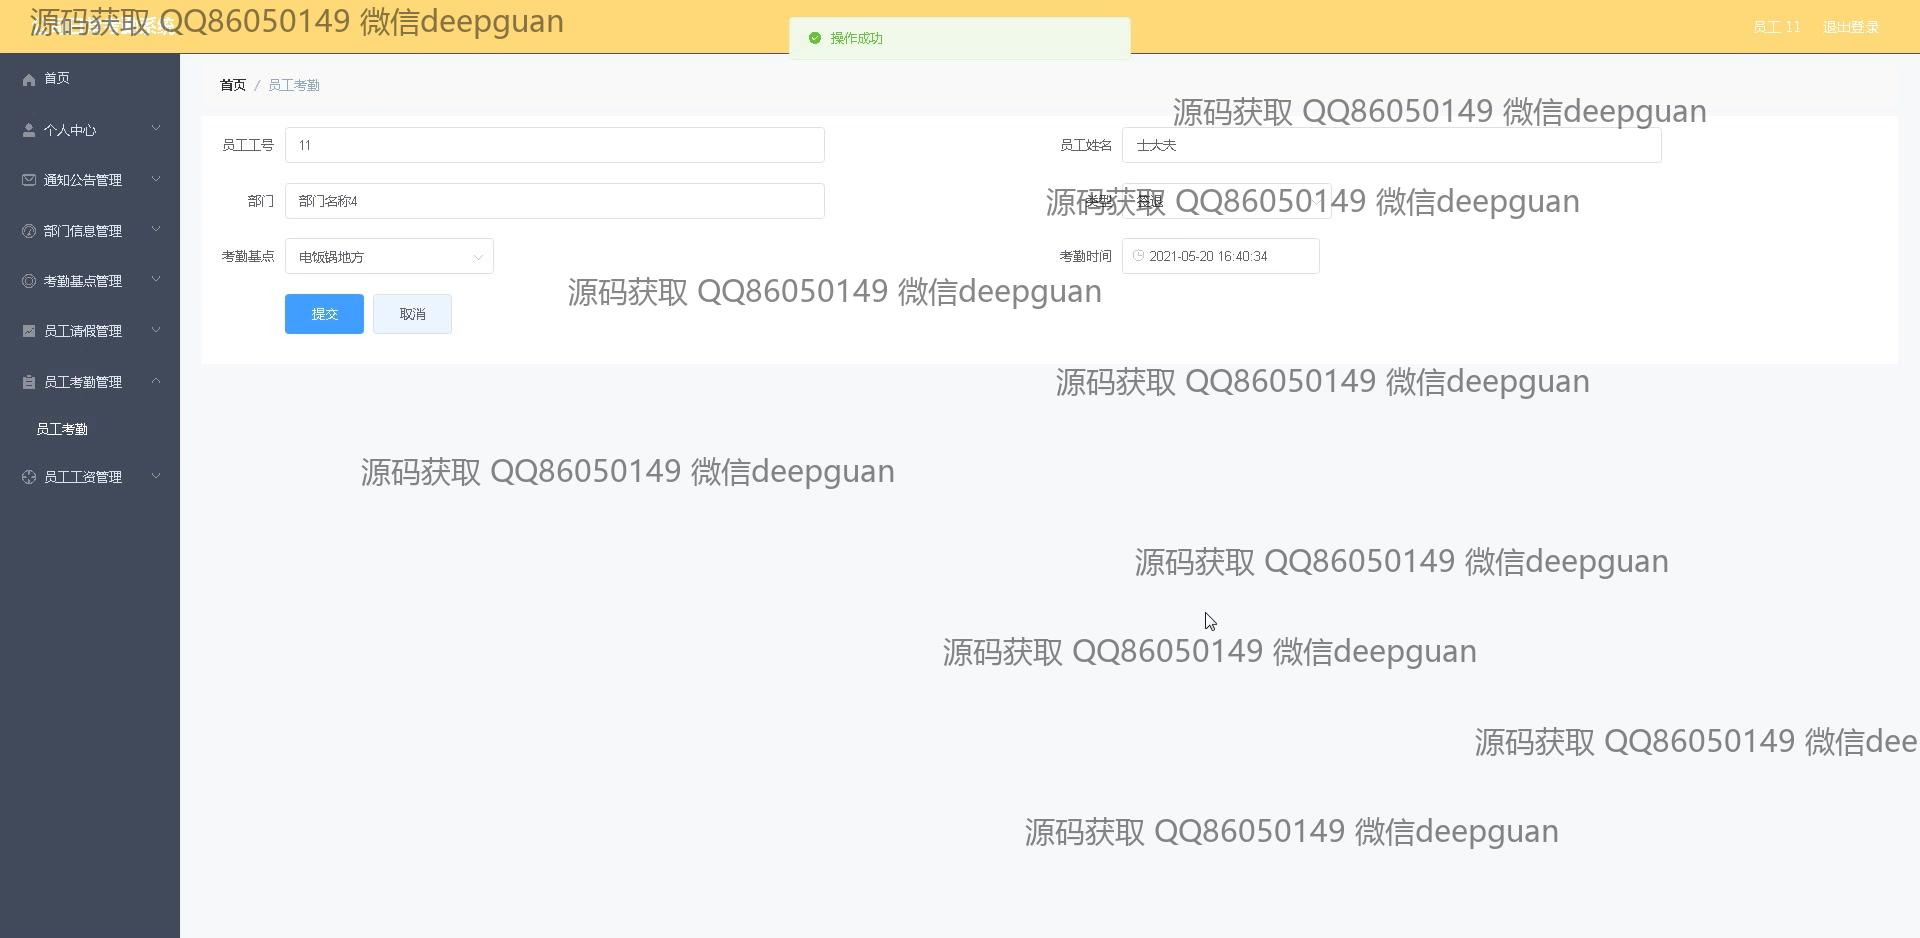 源码获取 QQ86050149 微信deepguan
操作成功
员工 11
退出登录
首页
个人中心
通知公告管理
部门信息管理
考勤基点管理
员工请假管理
员工考勤管理
员工考勤
员工工资管理
首页 / 员工考勤
源码获取 QQ86050149 微信deepguan
员工工号 11
员工姓名 士大夫
部门 部门名称4
源码获取 QQ86050149 微信deepguan
类型 签退
考勤基点 电饭锅地方
考勤时间 2021-05-20 16:40:34
源码获取 QQ86050149 微信deepguan
提交 取消
源码获取 QQ86050149 微信deepguan
源码获取 QQ86050149 微信deepguan
源码获取 QQ86050149 微信deepguan
源码获取 QQ86050149 微信deepguan
源码获取 QQ86050149 微信dee
源码获取 QQ86050149 微信deepguan